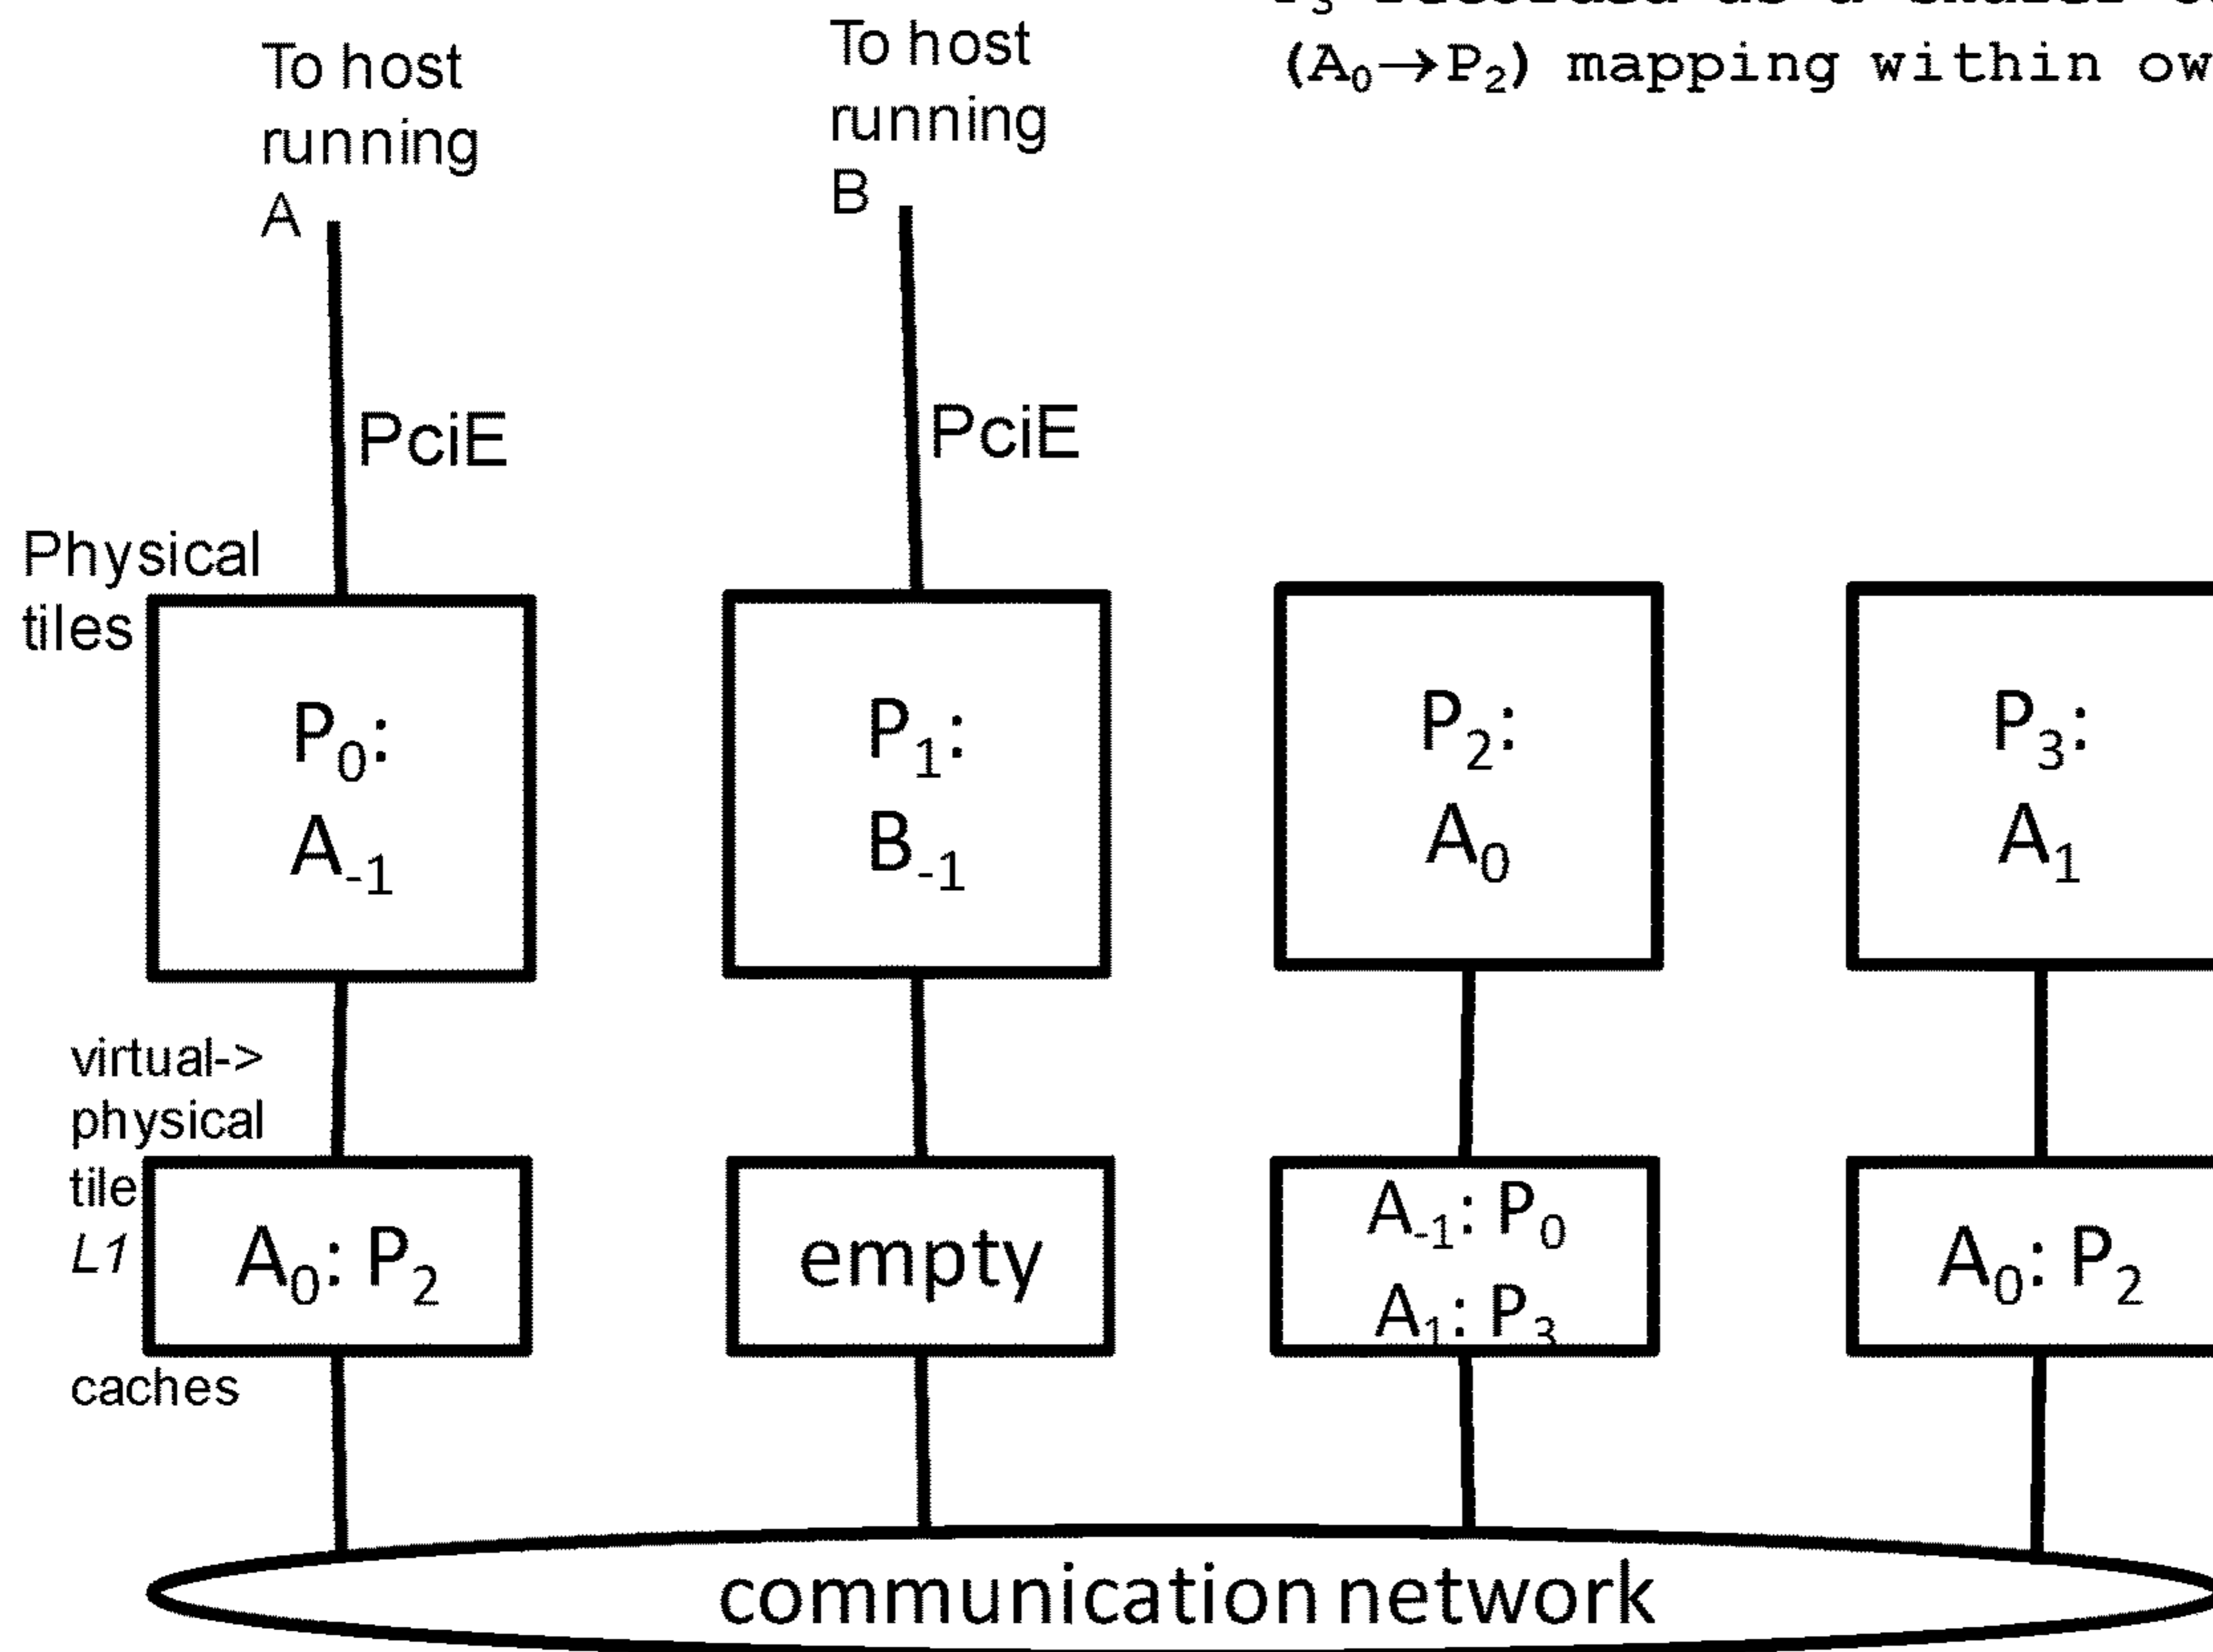 To host
running
A
To host
running
B
(A₀→P₂) mapping within
PciE
PciE
Physical
tiles
P₀:
A₋₁
P₁:
B₋₁
P₂:
A₀
P₃:
A₁
virtual->
physical
tile
L1
caches
A₀: P₂
empty
A₋₁: P₀
A₁: P₃
A₀: P₂
communication network